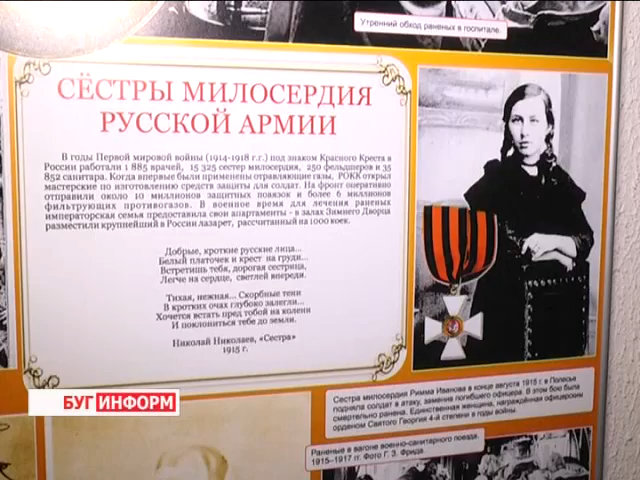 Утренний обход раненых в госпитале.
СЁСТРЫ МИЛОСЕРДИЯ
РУССКОЙ АРМИИ
В годы Первой мировой войны (1914-1918 г.г.) под знаком Красного Креста в
России работали 1 885 врачей, 15 325 сестер милосердия, 250 фельдшеров и 35
852 санитара. Когда впервые были применены отравляющие газы, РОКК открыл
мастерские по изготовлению средств защиты для солдат. На фронт оперативно
отправили около 10 миллионов защитных повязок и более 6 миллионов
фильтрующих противогазов. В военное время для лечения раненых
императорская семья предоставила свои апартаменты - в залах Зимнего Дворца
разместили крупнейший в России лазарет, рассчитанный на 1000 коек.
Добрые, кроткие русские лица...
Белый платочек и крест на груди...
Встретишь тебя, дорогая сестрица,
Легче на сердце, светлей впереди.
Тихая, нежная... Скорбные тени
В кротких очах глубоко залегли...
Хочется встать пред тобой на колени
И поклониться тебе до земли.
Николай Николаев, «Сестра»
1915 г.
Сестра милосердия Римма Иванова в конце августа 1915 г. в Полесье
подняла солдат в атаку, заменив погибшего офицера. В этом бою была
смертельно ранена. Единственная женщина, награждённая офицерским
орденом Святого Георгия 4-й степени в годы войны.
БУГ ИНФОРМ
Раненые в вагоне военно-санитарного поезда.
1915–1917 гг. Фото Г. З. Фрида.